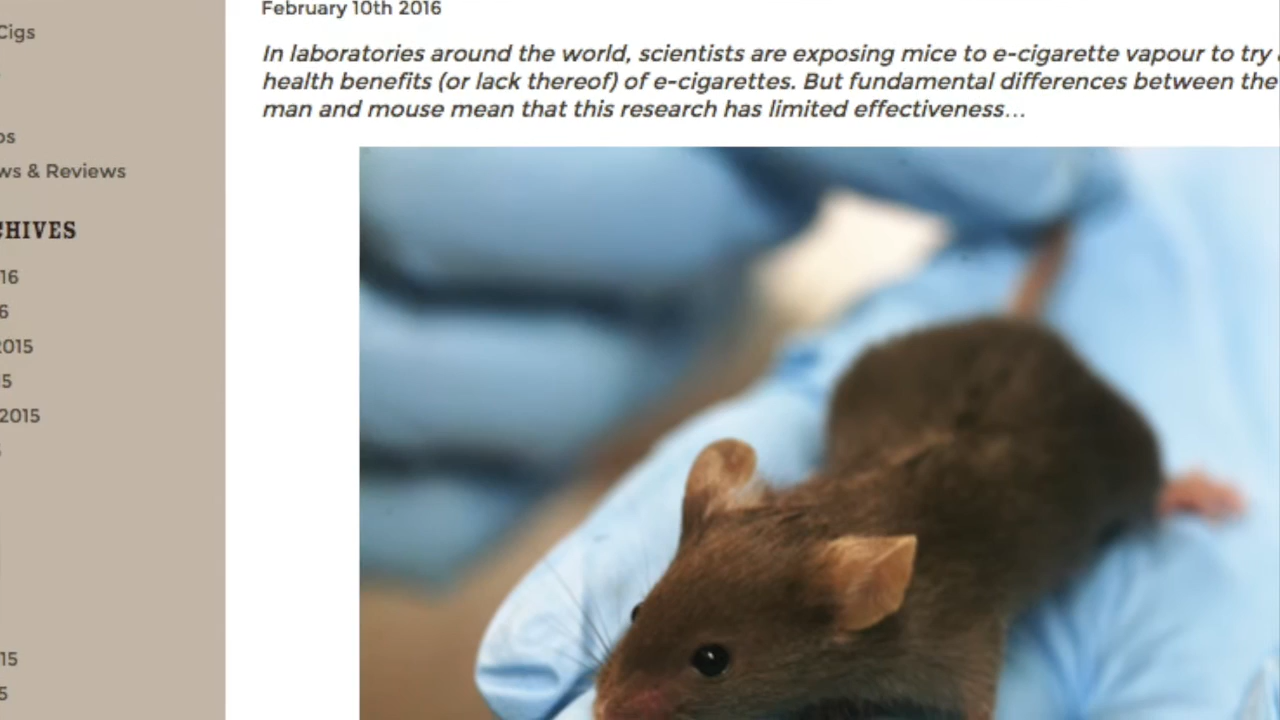 February 10th 2016
In laboratories around the world, scientists are exposing mice to e-cigarette vapour to try
health benefits (or lack thereof) of e-cigarettes. But fundamental differences between the
man and mouse mean that this research has limited effectiveness…
Cigs
ws & Reviews
CHIVES
16
6
2015
5
2015
15
5